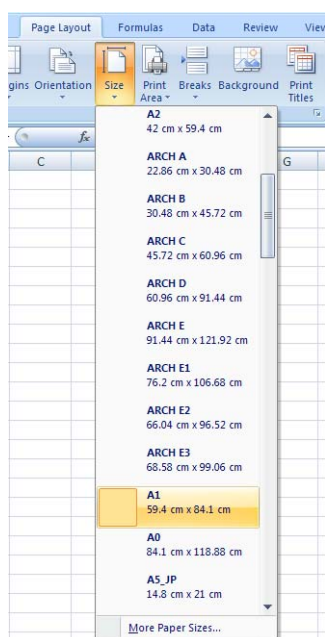 Page Layout Formulas Data Review View
gins Orientation Size Print Area Breaks Background Print Titles
fx
C G
A2
42 cm x 59.4 cm
ARCH A
22.86 cm x 30.48 cm
ARCH B
30.48 cm x 45.72 cm
ARCH C
45.72 cm x 60.96 cm
ARCH D
60.96 cm x 91.44 cm
ARCH E
91.44 cm x 121.92 cm
ARCH E1
76.2 cm x 106.68 cm
ARCH E2
66.04 cm x 96.52 cm
ARCH E3
68.58 cm x 99.06 cm
A1
59.4 cm x 84.1 cm
A0
84.1 cm x 118.88 cm
A5_JP
14.8 cm x 21 cm
More Paper Sizes...